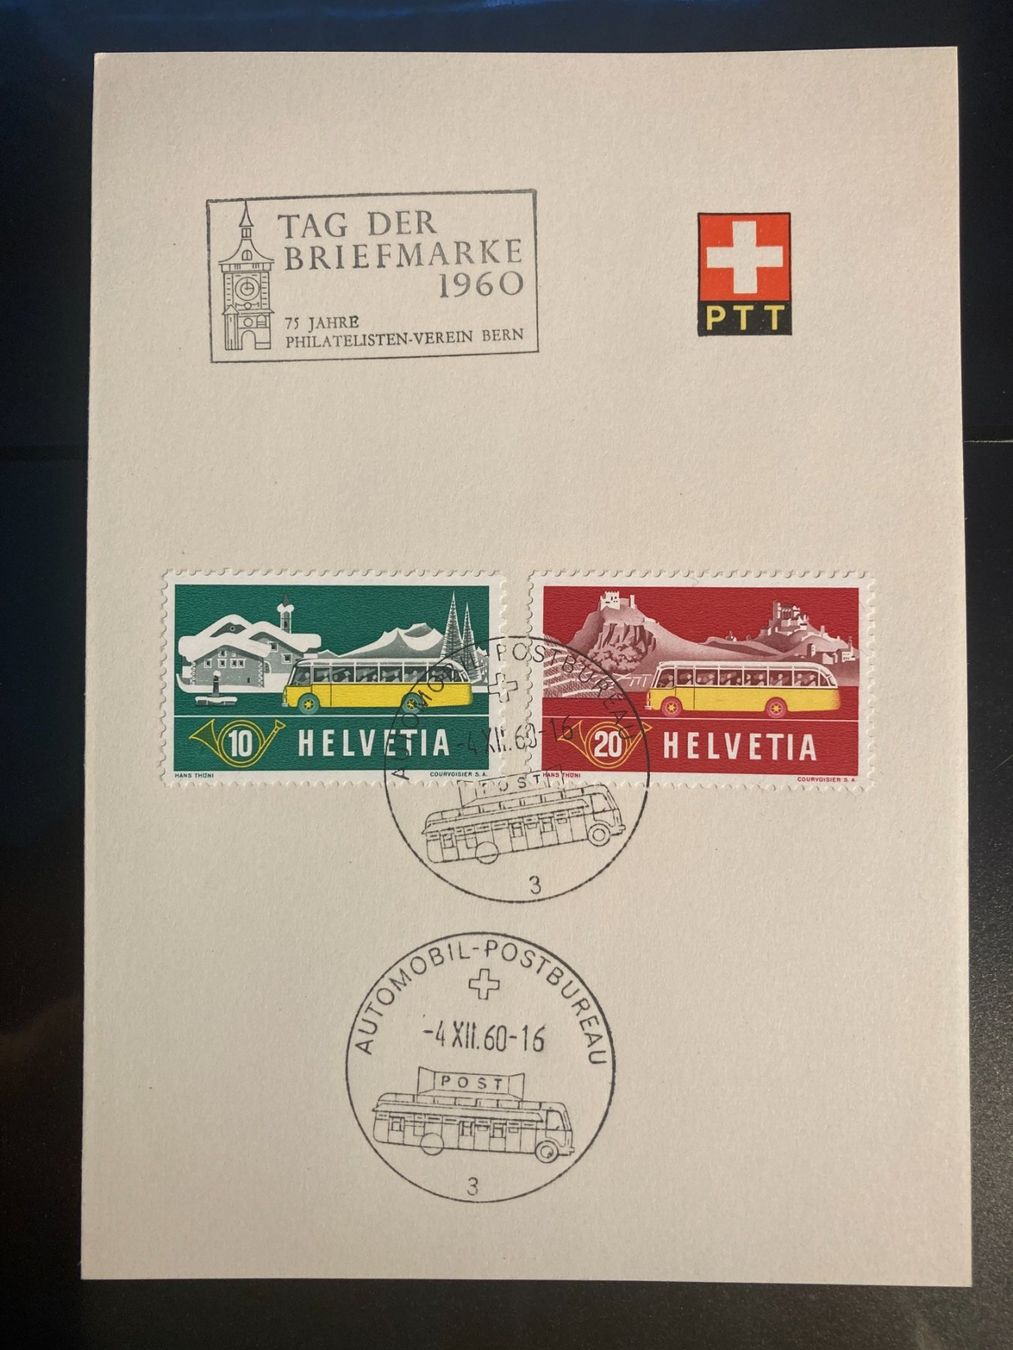 TAG DER
BRIEFMARKE
1960
75 JAHRE
PHILATELISTEN-VEREIN BERN
PTT
10 HELVETIA
HANS THÖNI COURVOISIER S.A.
20 HELVETIA
HANS THÖNI COURVOISIER S.A.
AUTOMOBIL-POSTBUREAU
-4.XII.60-16
POST
3
AUTOMOBIL-POSTBUREAU
-4.XII.60-16
POST
3